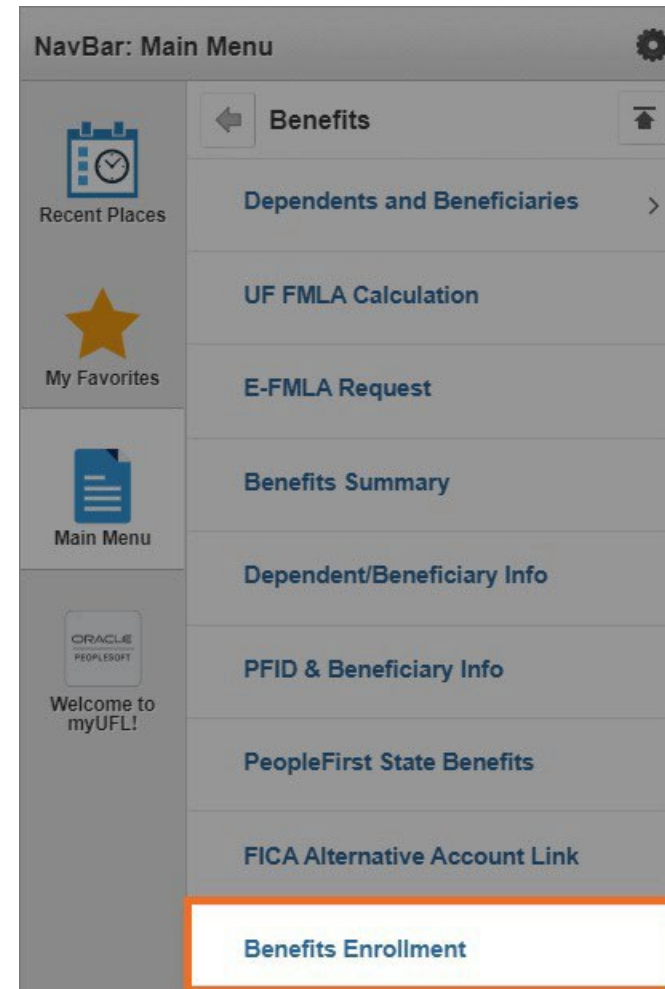 NavBar: Main Menu
Benefits
Recent Places
Dependents and Beneficiaries
UF FMLA Calculation
My Favorites
E-FMLA Request
Benefits Summary
Main Menu
Dependent/Beneficiary Info
ORACLE
PEOPLESOFT
PFID & Beneficiary Info
Welcome to
myUFL!
PeopleFirst State Benefits
FICA Alternative Account Link
Benefits Enrollment